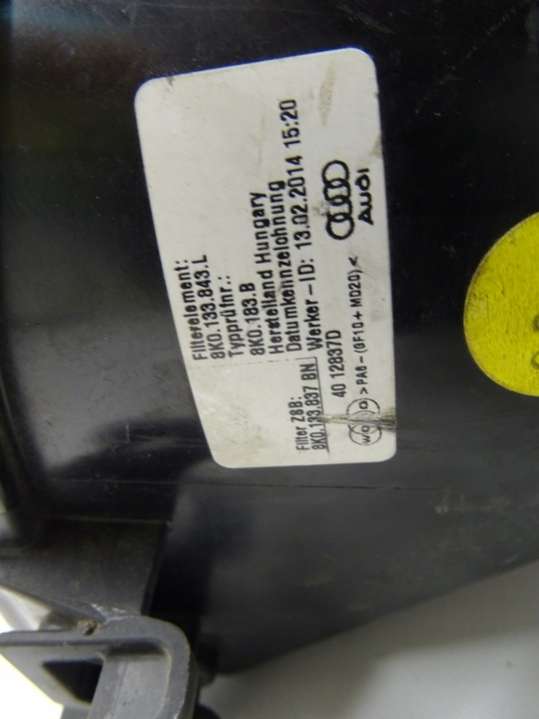 Filterelement:
8K0.133.843.L
Typprüfnr.:
8K0.183.B
Herstelland Hungary
Datumkennzeichnung
Werker-ID: 13.02.2014 15:20
Filter ZSB:
8K0.133.837 BN
40 12837D
>PA6-(GF10+MD20)<
AUDI